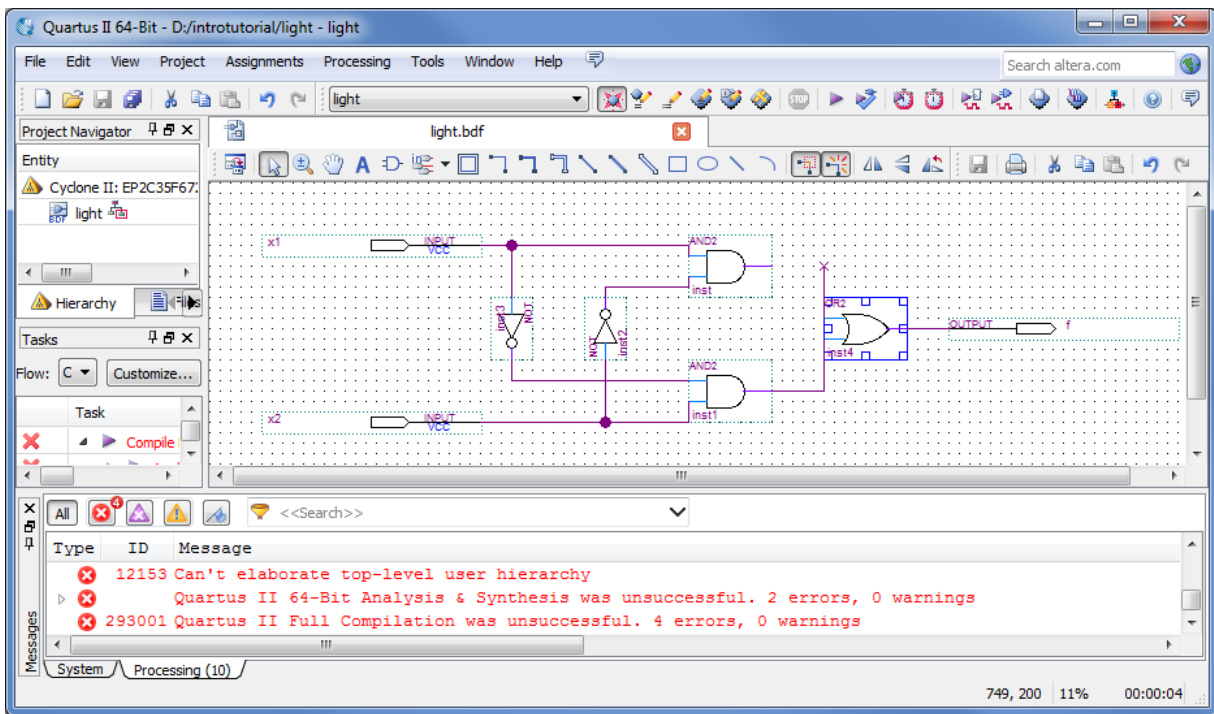 Quartus II 64-Bit - D:/introtutorial/light - light
File Edit View Project Assignments Processing Tools Window Help
Search altera.com
light
STOP
Project Navigator
light.bdf
Entity
Cyclone II: EP2C35F67
BDF light
Hierarchy Files
Tasks
Flow: C Customize...
Task
Compile
x1 INPUT
VCC
AND2
inst
inst3 NOT
NOT inst2
OR2
inst4
OUTPUT f
AND2
inst1
x2 INPUT
VCC
All 4 <<Search>>
Type ID Message
12153 Can't elaborate top-level user hierarchy
Quartus II 64-Bit Analysis & Synthesis was unsuccessful. 2 errors, 0 warnings
293001 Quartus II Full Compilation was unsuccessful. 4 errors, 0 warnings
Messages
System Processing (10)
749, 200 11% 00:00:04